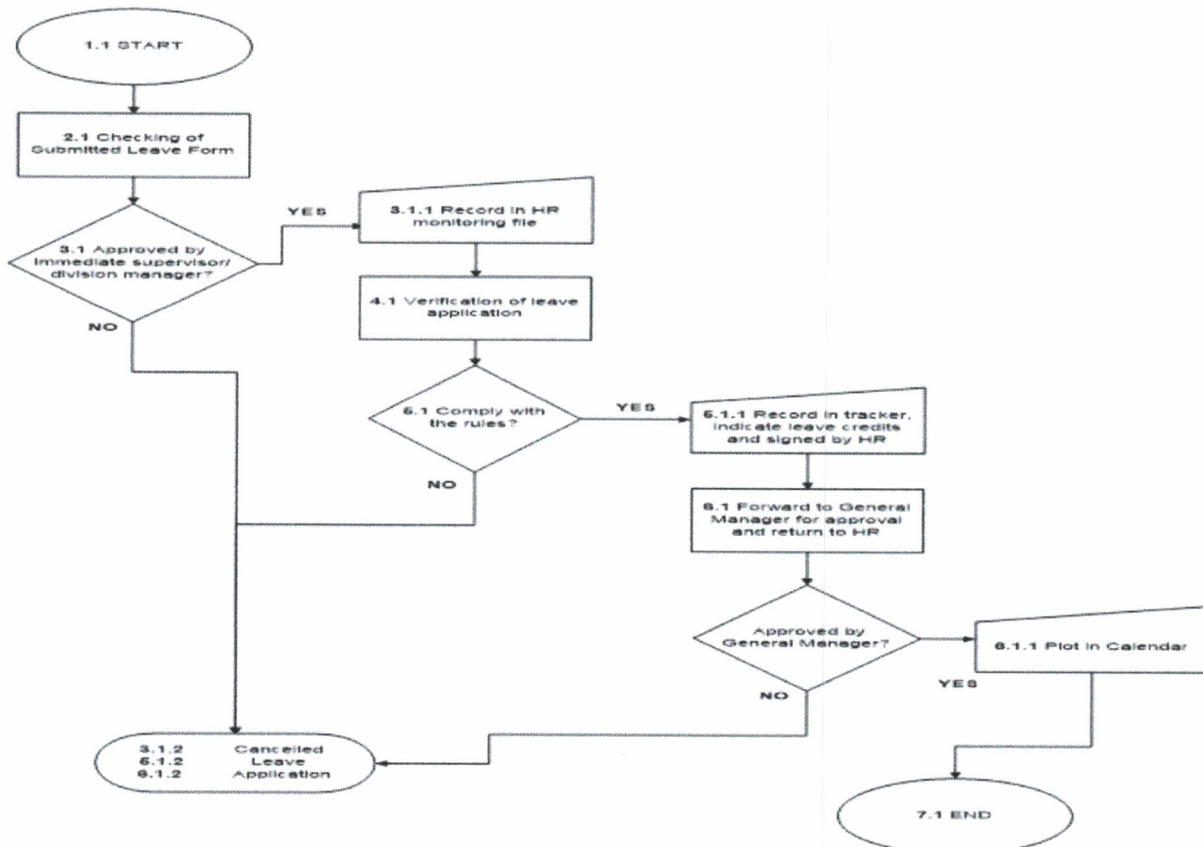 1.1 START
2.1 Checking of
Submitted Leave Form
YES
3.1.1 Record in HR
monitoring file
3.1 Approved by
immediate supervisor/
division manager?
NO
4.1 Verification of leave
application
5.1 Comply with
the rules?
YES
5.1.1 Record in tracker,
indicate leave credits
and signed by HR
NO
6.1 Forward to General
Manager for approval
and return to HR
Approved by
General Manager?
6.1.1 Plot in Calendar
YES
NO
3.1.2 Cancelled
5.1.2 Leave
6.1.2 Application
7.1 END